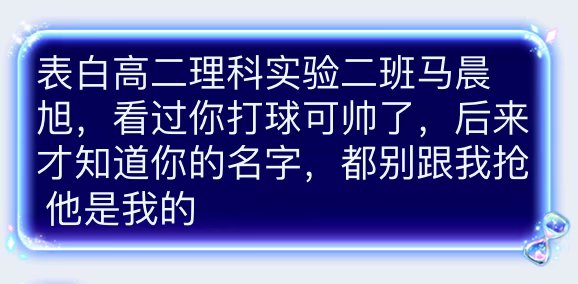 表白高二理科实验二班马晨
旭，看过你打球可帅了，后来
才知道你的名字，都别跟我抢
他是我的